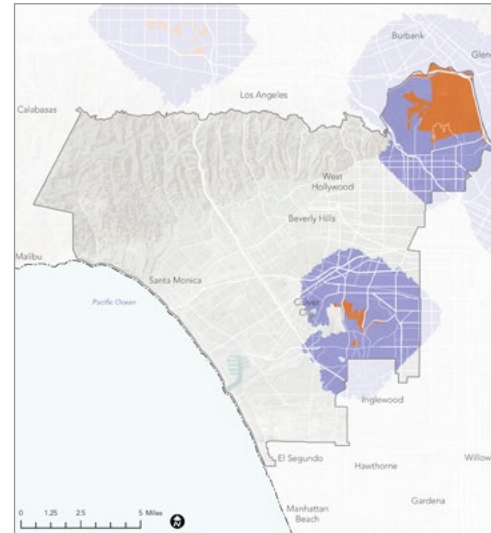 Burbank
Glend
Los Angeles
Calabasas
West
Hollywood
Beverly Hills
Malibu
Santa Monica
Pacific Ocean
Culver
City
Inglewood
El Segundo
Hawthorne
Willow
Gardena
Manhattan
Beach
0 1.25 2.5 5 Miles
N